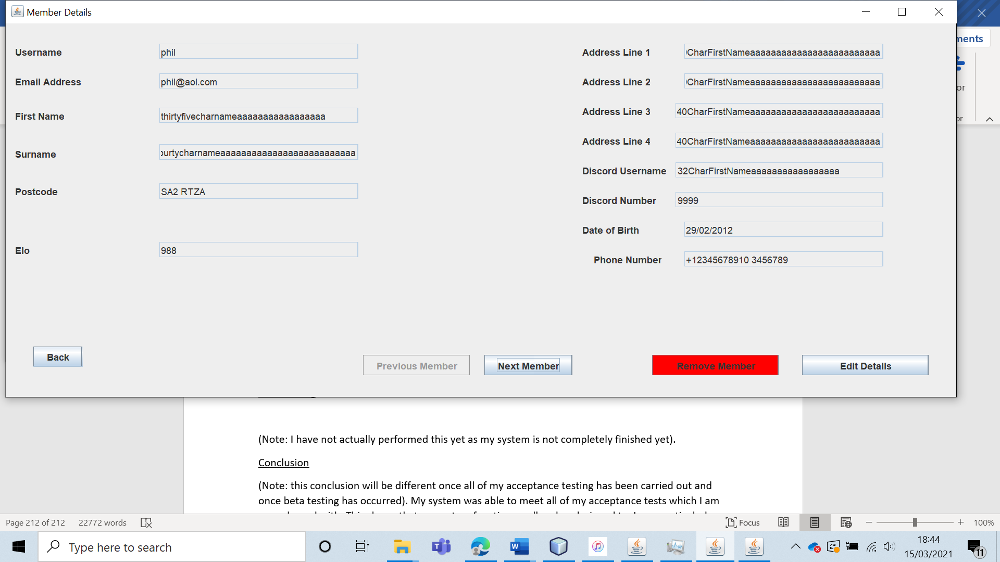 Member Details
ments
Username
phil
Address Line 1
CharFirstNameaaaaaaaaaaaaaaaaaaaaaaaaa
Email Address
phil@aol.com
Address Line 2
CharFirstNameaaaaaaaaaaaaaaaaaaaaaaaaa
or
First Name
thirtyfivecharnameaaaaaaaaaaaaaaaaa
Address Line 3
40CharFirstNameaaaaaaaaaaaaaaaaaaaaaaaaa
or
Surname
ourtycharnameaaaaaaaaaaaaaaaaaaaaaaaaaa
Address Line 4
40CharFirstNameaaaaaaaaaaaaaaaaaaaaaaaaa
Discord Username
32CharFirstNameaaaaaaaaaaaaaaaaa
Postcode
SA2 RTZA
Discord Number
9999
Date of Birth
29/02/2012
Elo
988
Phone Number
+12345678910 3456789
Back
Previous Member
Next Member
Remove Member
Edit Details
(Note: I have not actually performed this yet as my system is not completely finished yet).
Conclusion
(Note: this conclusion will be different once all of my acceptance testing has been carried out and
once beta testing has occurred). My system was able to meet all of my acceptance tests which I am
Page 212 of 212
22772 words
Focus
100%
Type here to search
18:44
15/03/2021
11